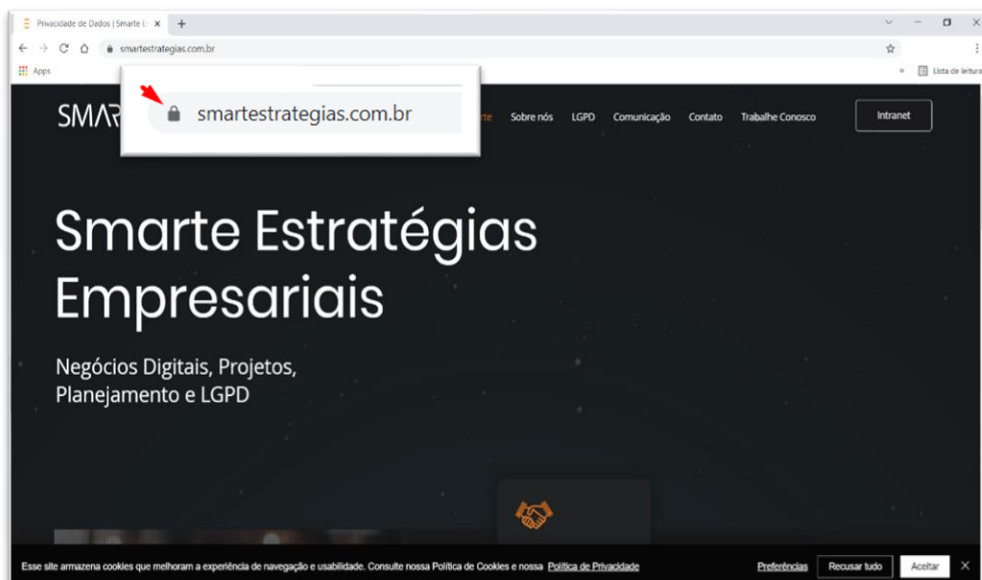 Privacidade de Dados | Smarte E
smartestrategias.com.br
Apps
Lista de leitura
smartestrategias.com.br
SMAR
Sobre nós LGPD Comunicação Contato Trabalhe Conosco Intranet
Smarte Estratégias
Empresariais
Negócios Digitais, Projetos,
Planejamento e LGPD
Esse site armazena cookies que melhoram a experiência de navegação e usabilidade. Consulte nossa Política de Cookies e nossa Política de Privacidade Preferências Recusar tudo Aceitar